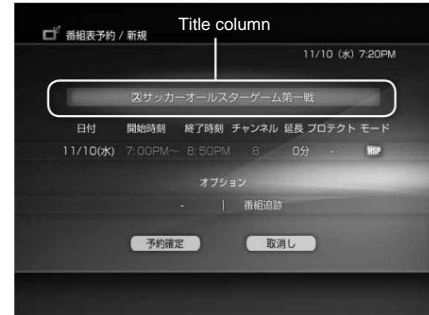 Title column
番組表予約 / 新規
11/10 (水) 7:20PM
🈡サッカーオールスターゲーム第一戦
日付 開始時刻 終了時刻 チャンネル 延長 プロテクト モード
11/10(水) 7:00PM～ 8:50PM 8 0分 - HSP
オプション
- | 番組追跡
予約確定 取消し